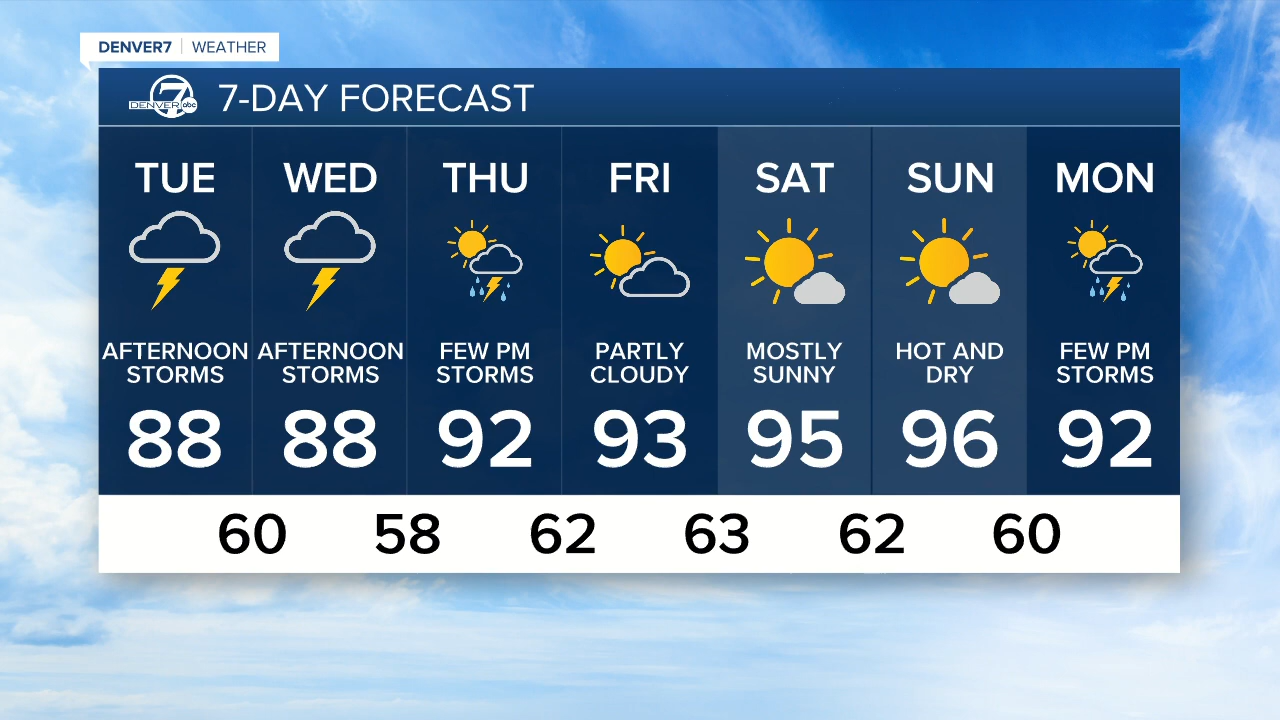 DENVER7 | WEATHER
7 DENVER abc
7-DAY FORECAST
TUE WED THU FRI SAT SUN MON
AFTERNOON AFTERNOON FEW PM PARTLY MOSTLY HOT AND FEW PM
STORMS STORMS STORMS CLOUDY SUNNY DRY STORMS
88 88 92 93 95 96 92
60 58 62 63 62 60